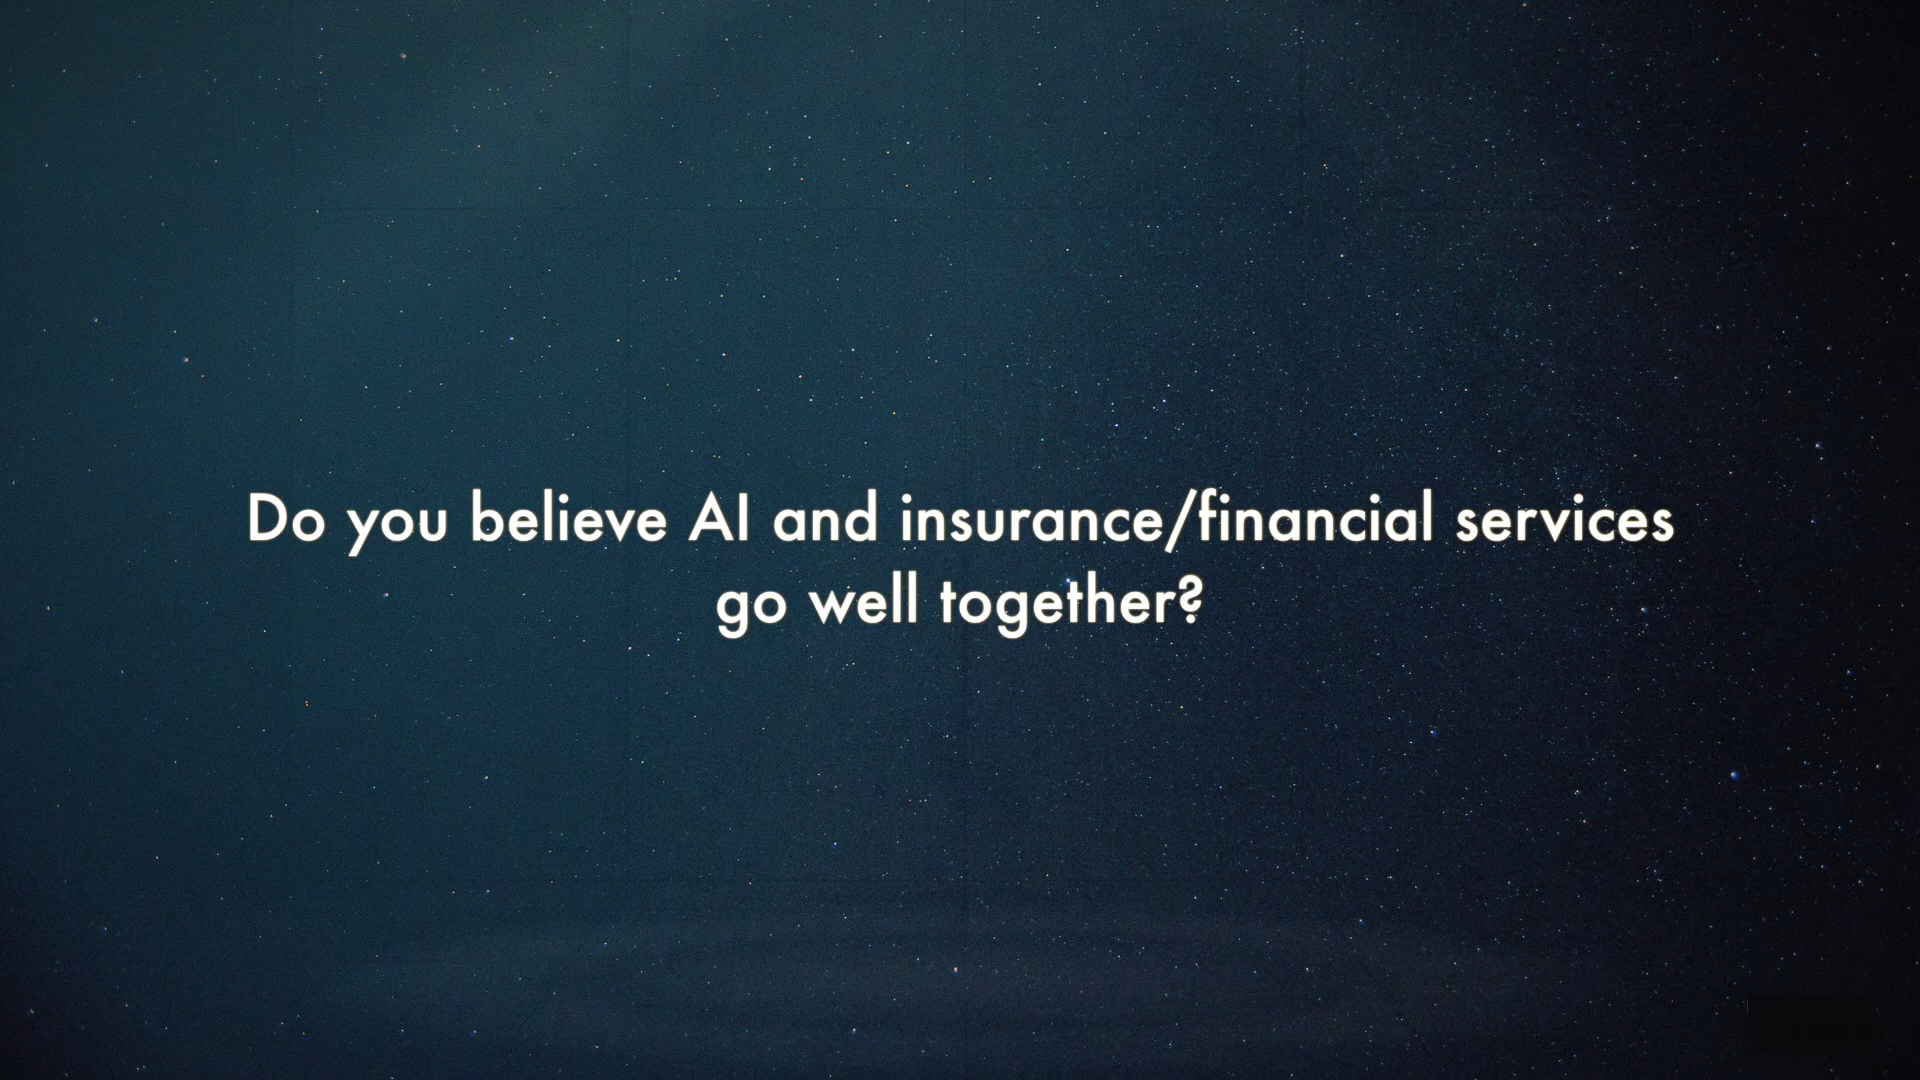 Do you believe AI and insurance/financial services
go well together?